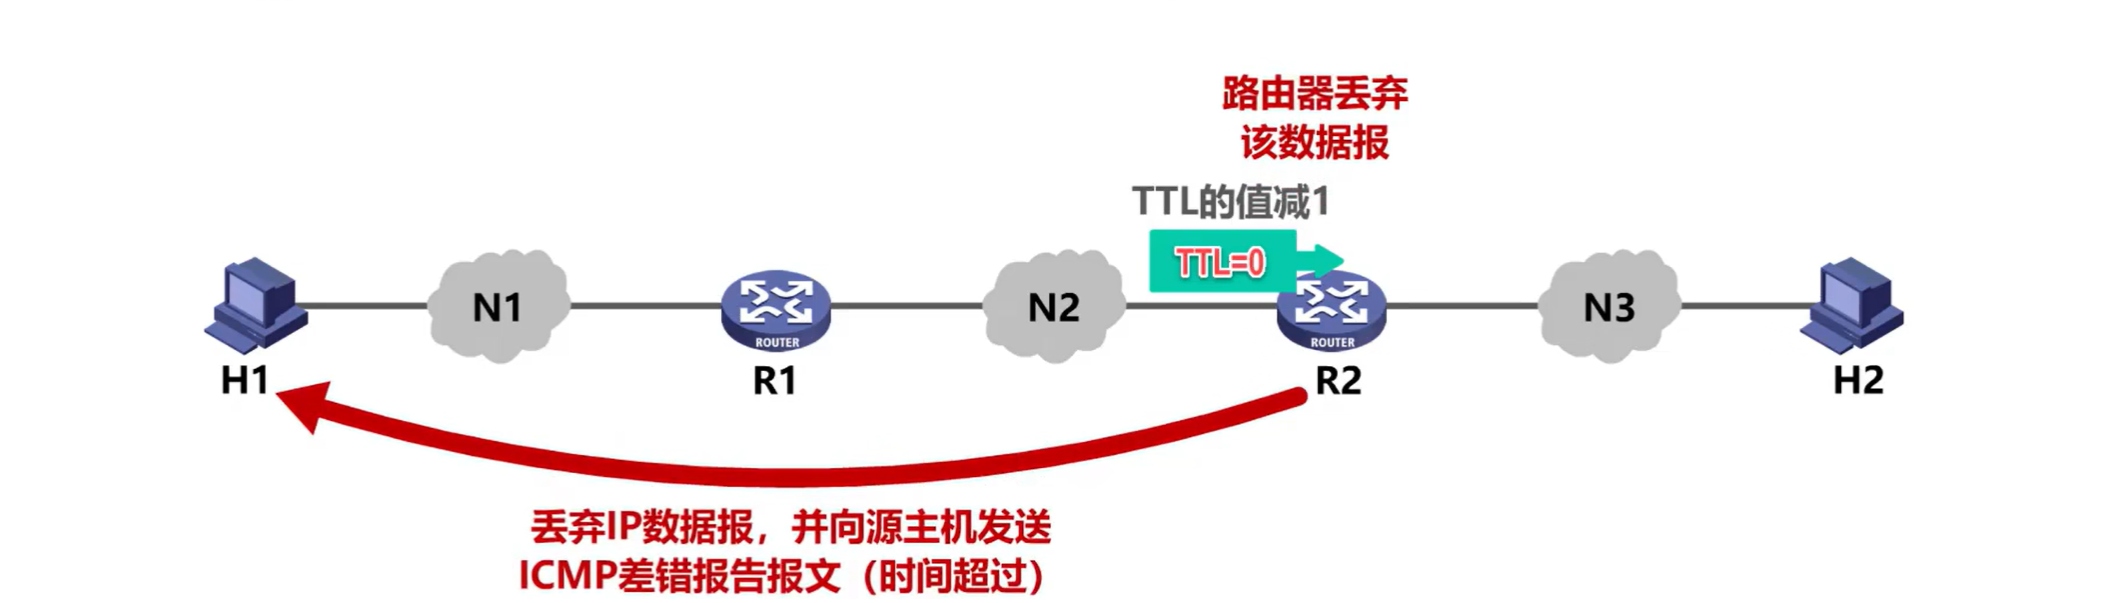 路由器丢弃
该数据报
TTL的值减1
TTL=0
N1
N2
N3
ROUTER
ROUTER
H1
R1
R2
H2
丢弃IP数据报，并向源主机发送
ICMP差错报告报文（时间超过）